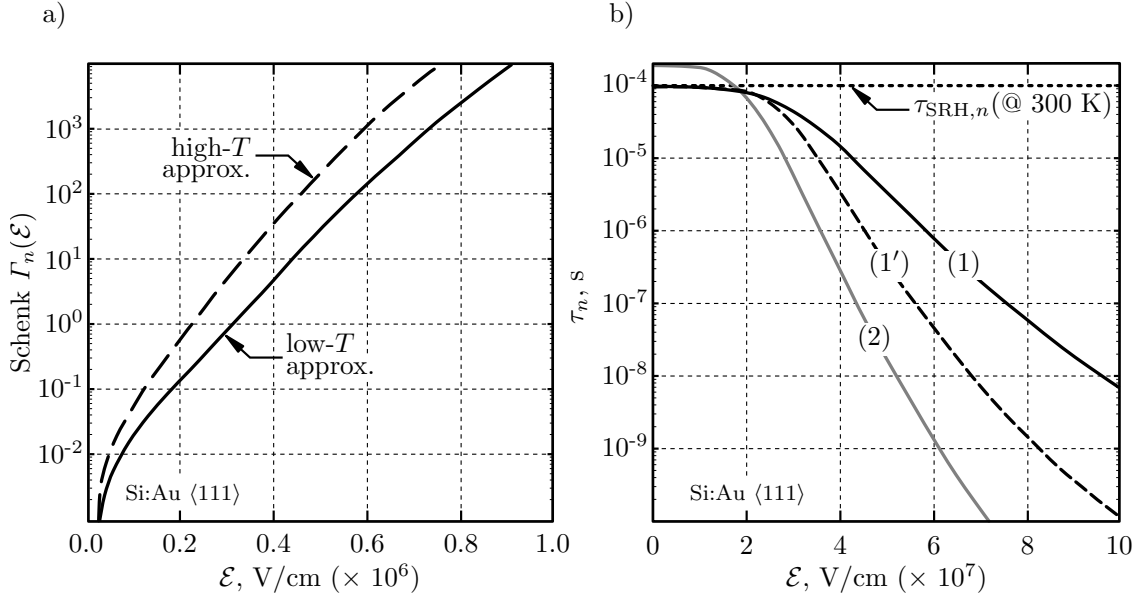 a)
Schenk Γn(ℰ)
10^3
10^2
10^1
10^0
10^-1
10^-2
high-T
approx.
low-T
approx.
Si:Au ⟨111⟩
0.0 0.2 0.4 0.6 0.8 1.0
ℰ, V/cm (× 10^6)
b)
τn, s
10^-4
10^-5
10^-6
10^-7
10^-8
10^-9
τSRH,n(@ 300 K)
(1′) (1)
(2)
Si:Au ⟨111⟩
0 2 4 6 8 10
ℰ, V/cm (× 10^7)